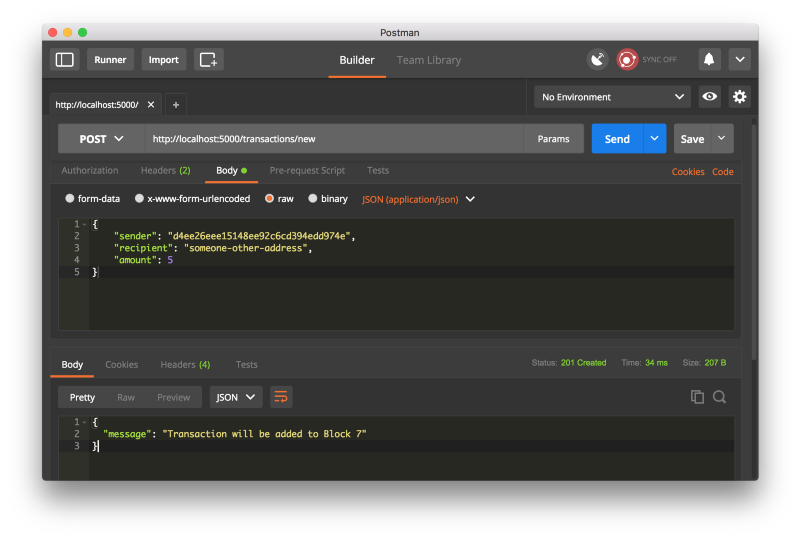 Postman
Runner Import Builder Team Library SYNC OFF
http://localhost:5000/ × + No Environment
POST http://localhost:5000/transactions/new Params Send Save
Authorization Headers (2) Body Pre-request Script Tests Cookies Code
form-data x-www-form-urlencoded raw binary JSON (application/json)
1 {
2 "sender": "d4ee26eee15148ee92c6cd394edd974e",
3 "recipient": "someone-other-address",
4 "amount": 5
5 }
Body Cookies Headers (4) Tests Status: 201 Created Time: 34 ms Size: 207 B
Pretty Raw Preview JSON
1 {
2 "message": "Transaction will be added to Block 7"
3 }